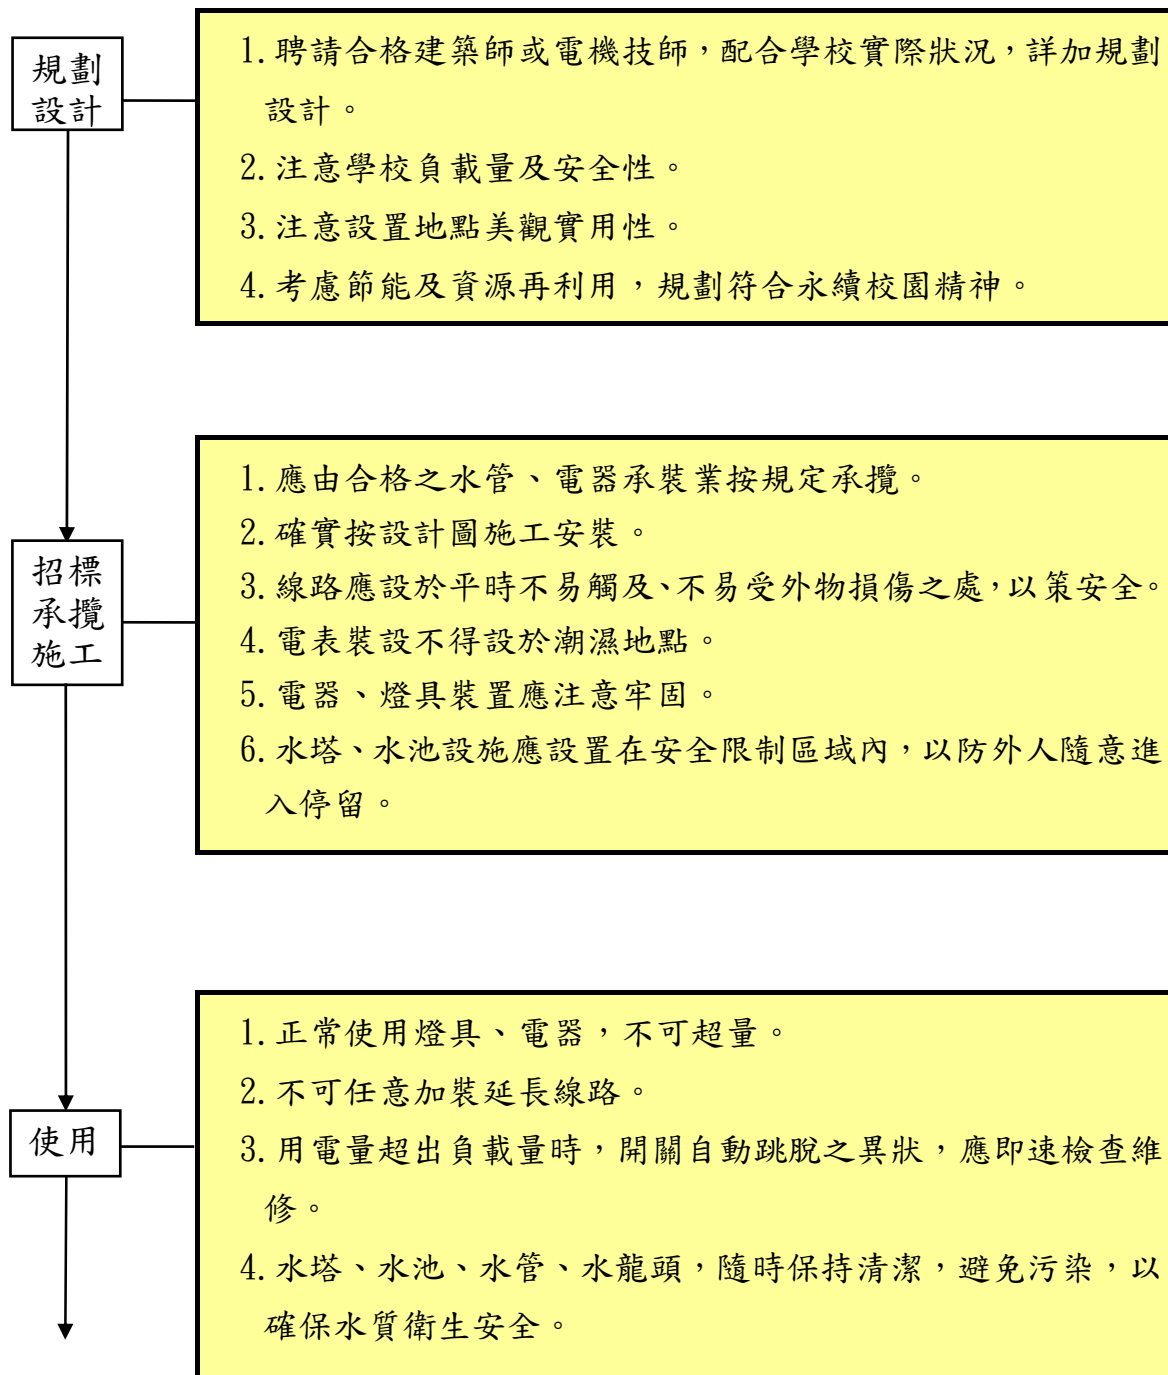 規劃
設計
1.聘請合格建築師或電機技師，配合學校實際狀況，詳加規劃
設計。
2.注意學校負載量及安全性。
3.注意設置地點美觀實用性。
4.考慮節能及資源再利用，規劃符合永續校園精神。
招標
承攬
施工
1.應由合格之水管、電器承裝業按規定承攬。
2.確實按設計圖施工安裝。
3.線路應設於平時不易觸及、不易受外物損傷之處，以策安全。
4.電表裝設不得設於潮濕地點。
5.電器、燈具裝置應注意牢固。
6.水塔、水池設施應設置在安全限制區域內，以防外人隨意進
入停留。
使用
1.正常使用燈具、電器，不可超量。
2.不可任意加裝延長線路。
3.用電量超出負載量時，開關自動跳脫之異狀，應即速檢查維
修。
4.水塔、水池、水管、水龍頭，隨時保持清潔，避免污染，以
確保水質衛生安全。